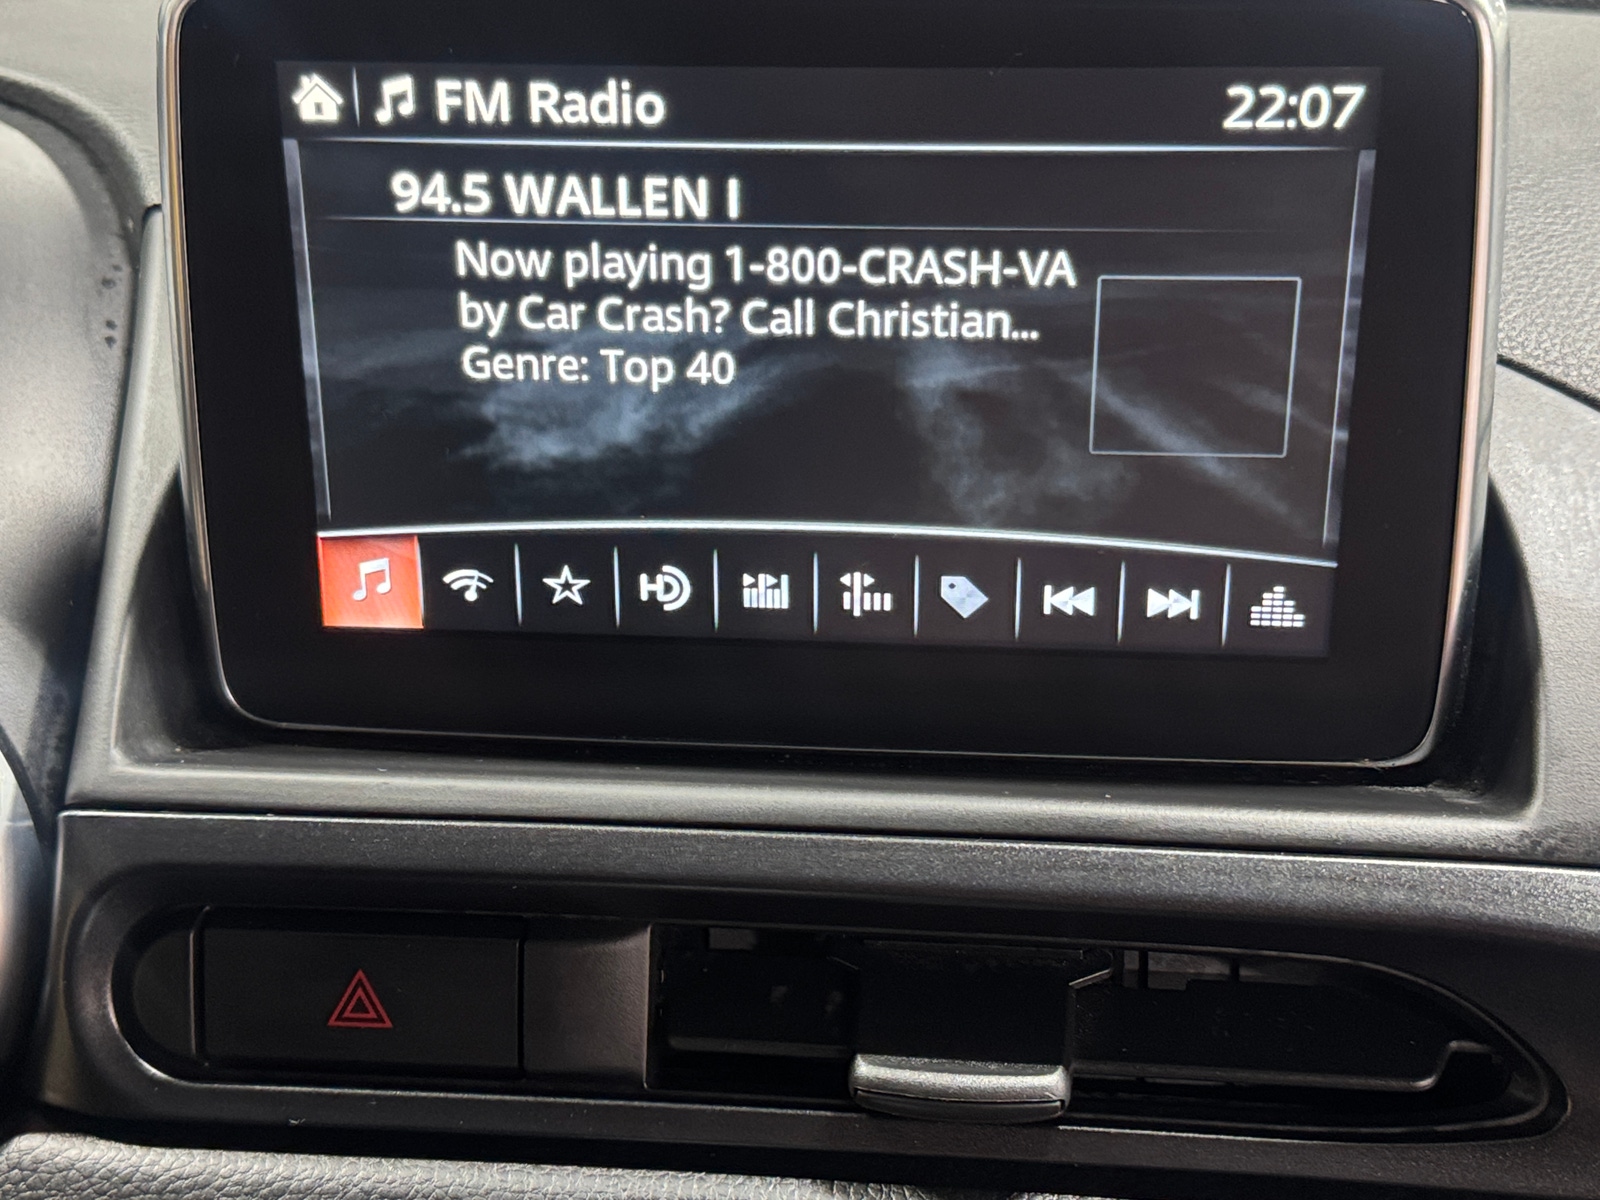 FM Radio 22:07
94.5 WALLEN I
Now playing 1-800-CRASH-VA
by Car Crash? Call Christian...
Genre: Top 40
HD